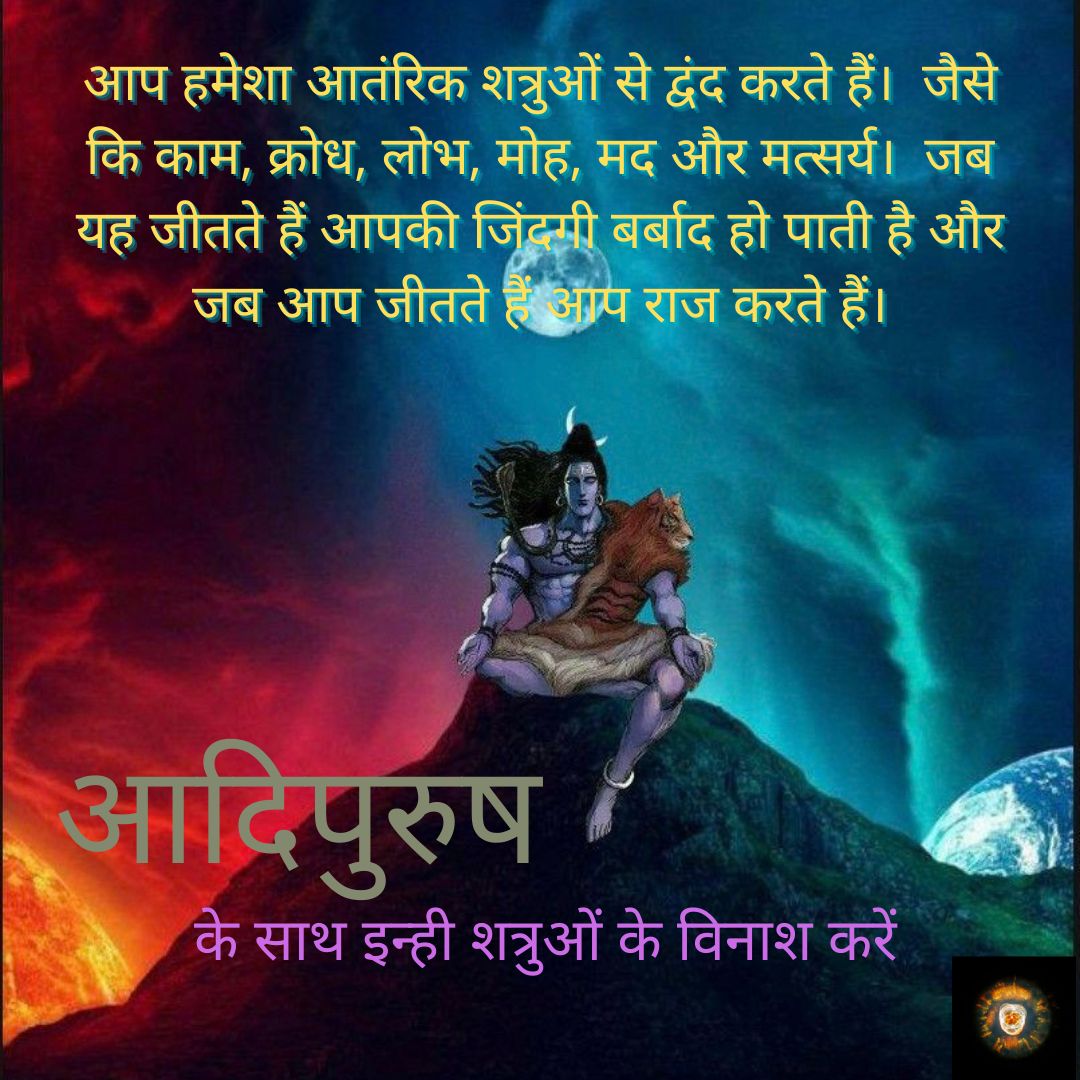 आप हमेशा आतंरिक शत्रुओं से द्वंद करते हैं। जैसे
कि काम, क्रोध, लोभ, मोह, मद और मत्सर्य। जब
यह जीतते हैं आपकी जिंदगी बर्बाद हो पाती है और
जब आप जीतते हैं आप राज करते हैं।
आदिपुरुष
के साथ इन्ही शत्रुओं के विनाश करें